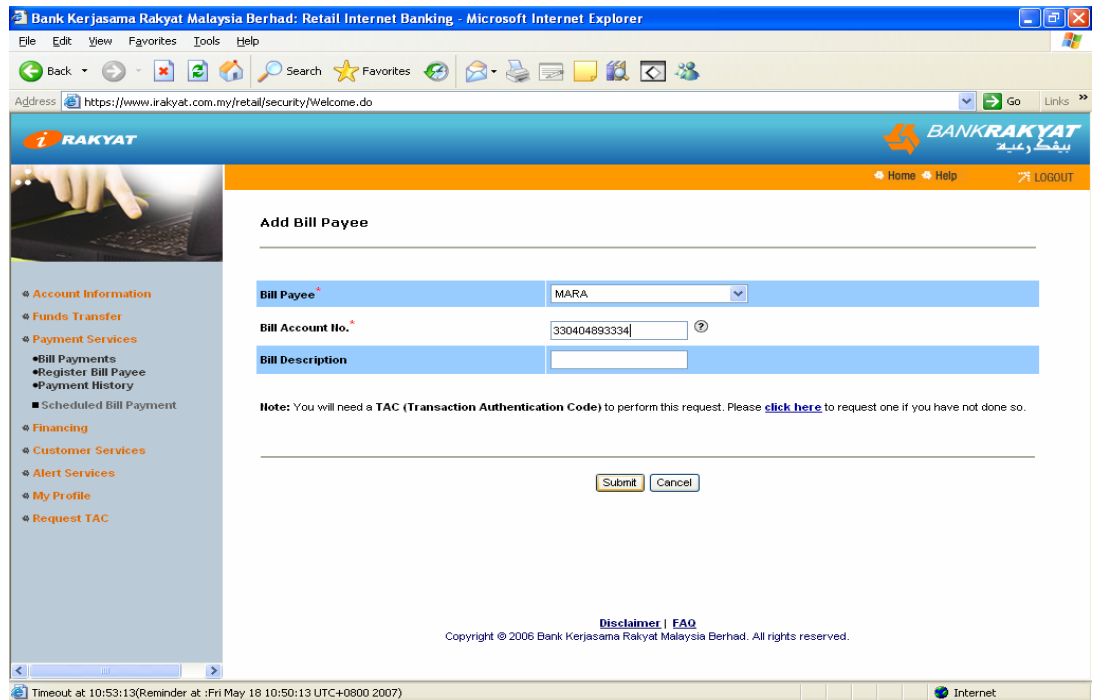 Bank Kerjasama Rakyat Malaysia Berhad: Retail Internet Banking - Microsoft Internet Explorer
File Edit View Favorites Tools Help
Back Search Favorites
Address https://www.irakyat.com.my/retail/security/Welcome.do Go Links »
i RAKYAT
BANKRAKYAT
بيڤک رعية
Home Help LOGOUT
Add Bill Payee
Account Information
Funds Transfer
Payment Services
•Bill Payments
•Register Bill Payee
•Payment History
■ Scheduled Bill Payment
Financing
Customer Services
Alert Services
My Profile
Request TAC
Bill Payee* MARA
Bill Account No.* 330404893334 ?
Bill Description
Note: You will need a TAC (Transaction Authentication Code) to perform this request. Please click here to request one if you have not done so.
Submit Cancel
Disclaimer | FAQ
Copyright © 2006 Bank Kerjasama Rakyat Malaysia Berhad. All rights reserved.
Timeout at 10:53:13(Reminder at :Fri May 18 10:50:13 UTC+0800 2007) Internet